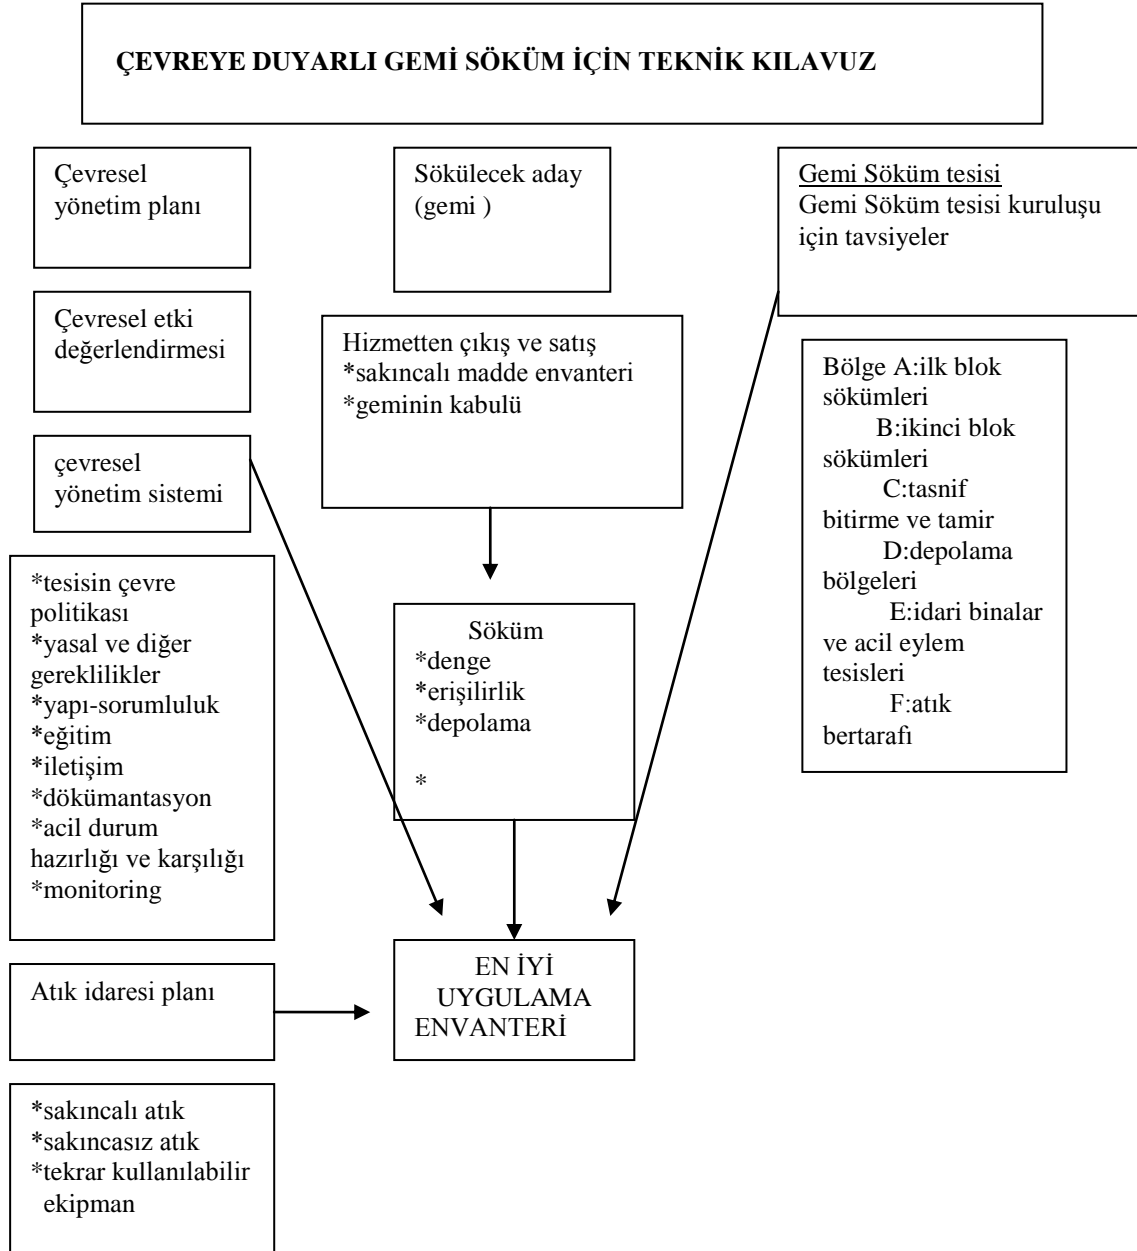 ÇEVREYE DUYARLI GEMİ SÖKÜM İÇİN TEKNİK KILAVUZ
Çevresel
yönetim planı
Çevresel etki
değerlendirmesi
çevresel
yönetim sistemi
*tesisin çevre
politikası
*yasal ve diğer
gereklilikler
*yapı-sorumluluk
*eğitim
*iletişim
*dökümantasyon
*acil durum
hazırlığı ve karşılığı
*monitoring
Atık idaresi planı
*sakıncalı atık
*sakıncasız atık
*tekrar kullanılabilir
ekipman
Sökülecek aday
(gemi )
Hizmetten çıkış ve satış
*sakıncalı madde envanteri
*geminin kabulü
Söküm
*denge
*erişilirlik
*depolama
*
EN İYİ
UYGULAMA
ENVANTERİ
Gemi Söküm tesisi
Gemi Söküm tesisi kuruluşu
için tavsiyeler
Bölge A:ilk blok
sökümleri
B:ikinci blok
sökümleri
C:tasnif
bitirme ve tamir
D:depolama
bölgeleri
E:idari binalar
ve acil eylem
tesisleri
F:atık
bertarafı